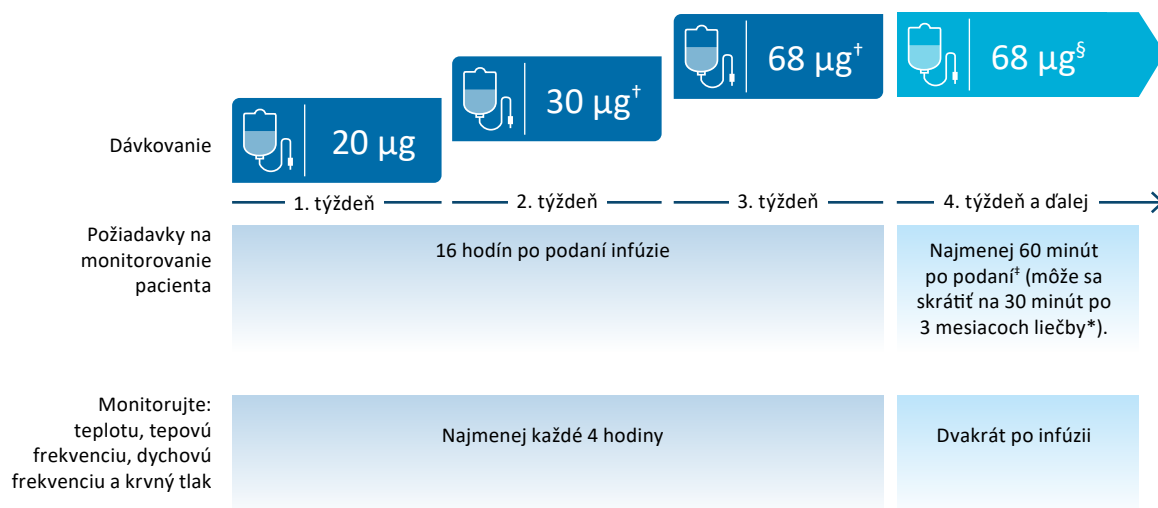 Dávkovanie
20 µg
30 µg†
68 µg†
68 µg§
1. týždeň
2. týždeň
3. týždeň
4. týždeň a ďalej
Požiadavky na
monitorovanie
pacienta
16 hodín po podaní infúzie
Najmenej 60 minút
po podaní‡ (môže sa
skrátiť na 30 minút po
3 mesiacoch liečby*).
Monitorujte:
teplotu, tepovú
frekvenciu, dychovú
frekvenciu a krvný tlak
Najmenej každé 4 hodiny
Dvakrát po infúzii